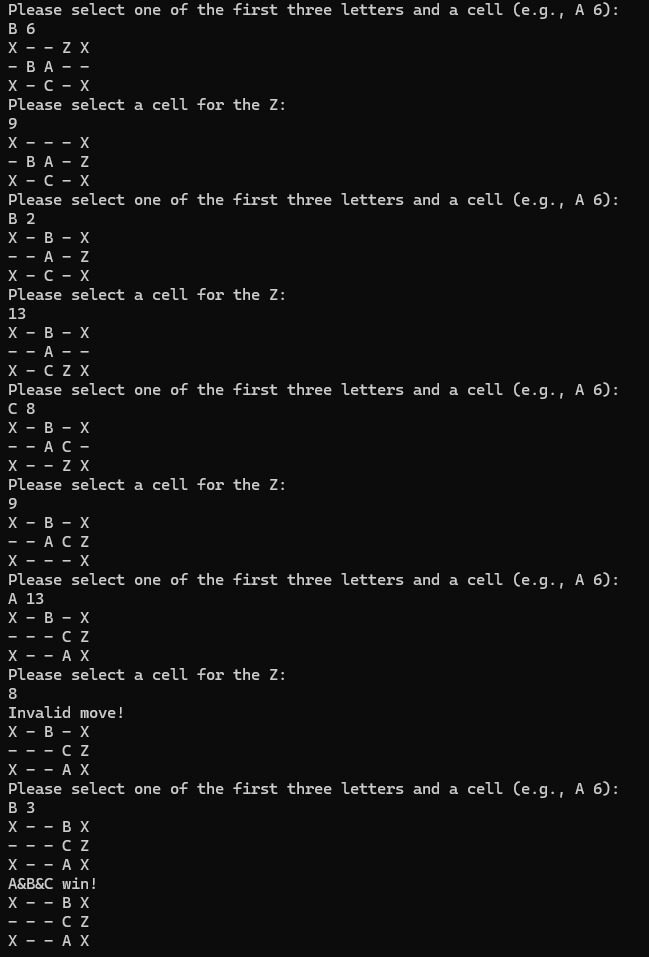 Please select one of the first three letters and a cell (e.g., A 6):
B 6
X - - Z X
- B A - -
X - C - X
Please select a cell for the Z:
9
X - - - X
- B A - Z
X - C - X
Please select one of the first three letters and a cell (e.g., A 6):
B 2
X - B - X
- - A - Z
X - C - X
Please select a cell for the Z:
13
X - B - X
- - A - -
X - C Z X
Please select one of the first three letters and a cell (e.g., A 6):
C 8
X - B - X
- - A C -
X - - Z X
Please select a cell for the Z:
9
X - B - X
- - A C Z
X - - - X
Please select one of the first three letters and a cell (e.g., A 6):
A 13
X - B - X
- - - C Z
X - - A X
Please select a cell for the Z:
8
Invalid move!
X - B - X
- - - C Z
X - - A X
Please select one of the first three letters and a cell (e.g., A 6):
B 3
X - - B X
- - - C Z
X - - A X
A&B&C win!
X - - B X
- - - C Z
X - - A X